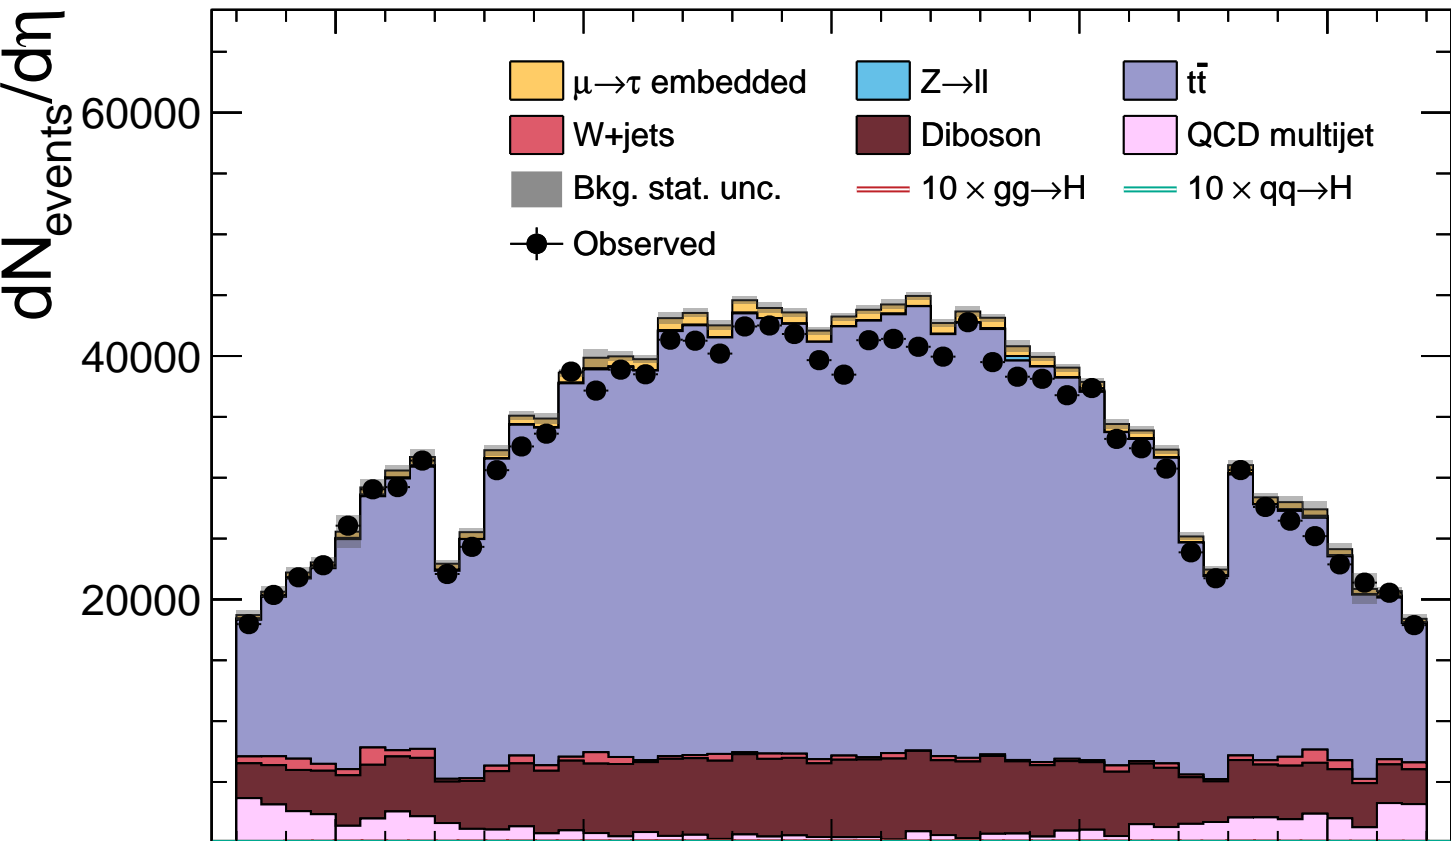 dN_events/dη
60000
40000
20000
μ→τ embedded Z→ll tt̄
W+jets Diboson QCD multijet
Bkg. stat. unc. 10 × gg→H 10 × qq→H
Observed